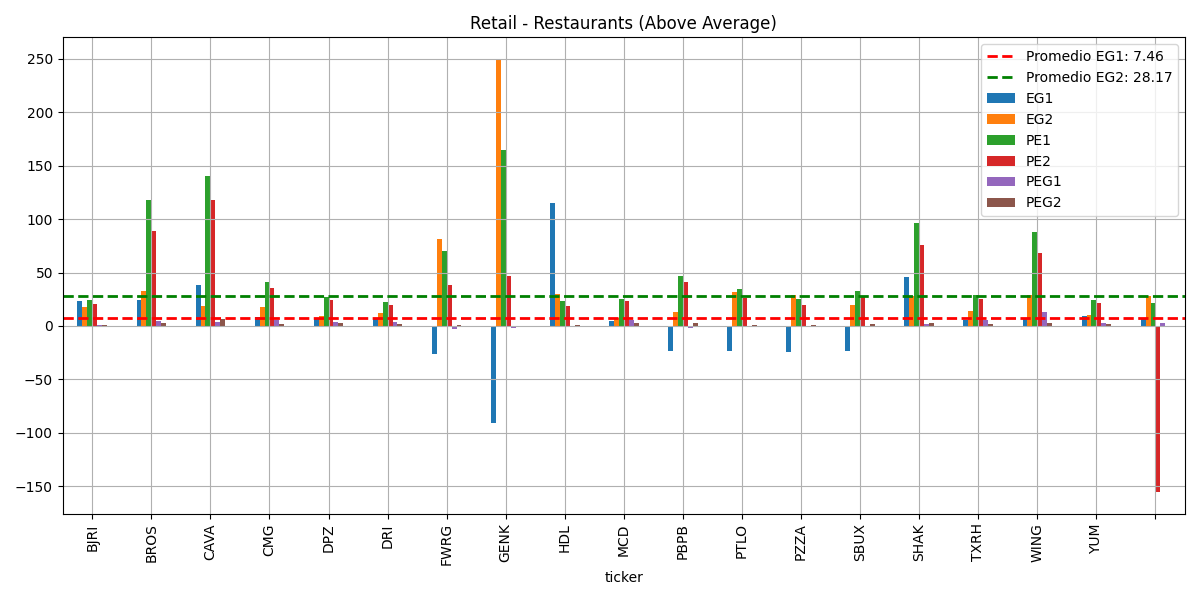 Retail - Restaurants (Above Average)
250
200
150
100
50
0
−50
−100
−150
Promedio EG1: 7.46
Promedio EG2: 28.17
EG1
EG2
PE1
PE2
PEG1
PEG2
BJRI
BROS
CAVA
CMG
DPZ
DRI
FWRG
GENK
HDL
MCD
PBPB
PTLO
PZZA
SBUX
SHAK
TXRH
WING
YUM
ticker